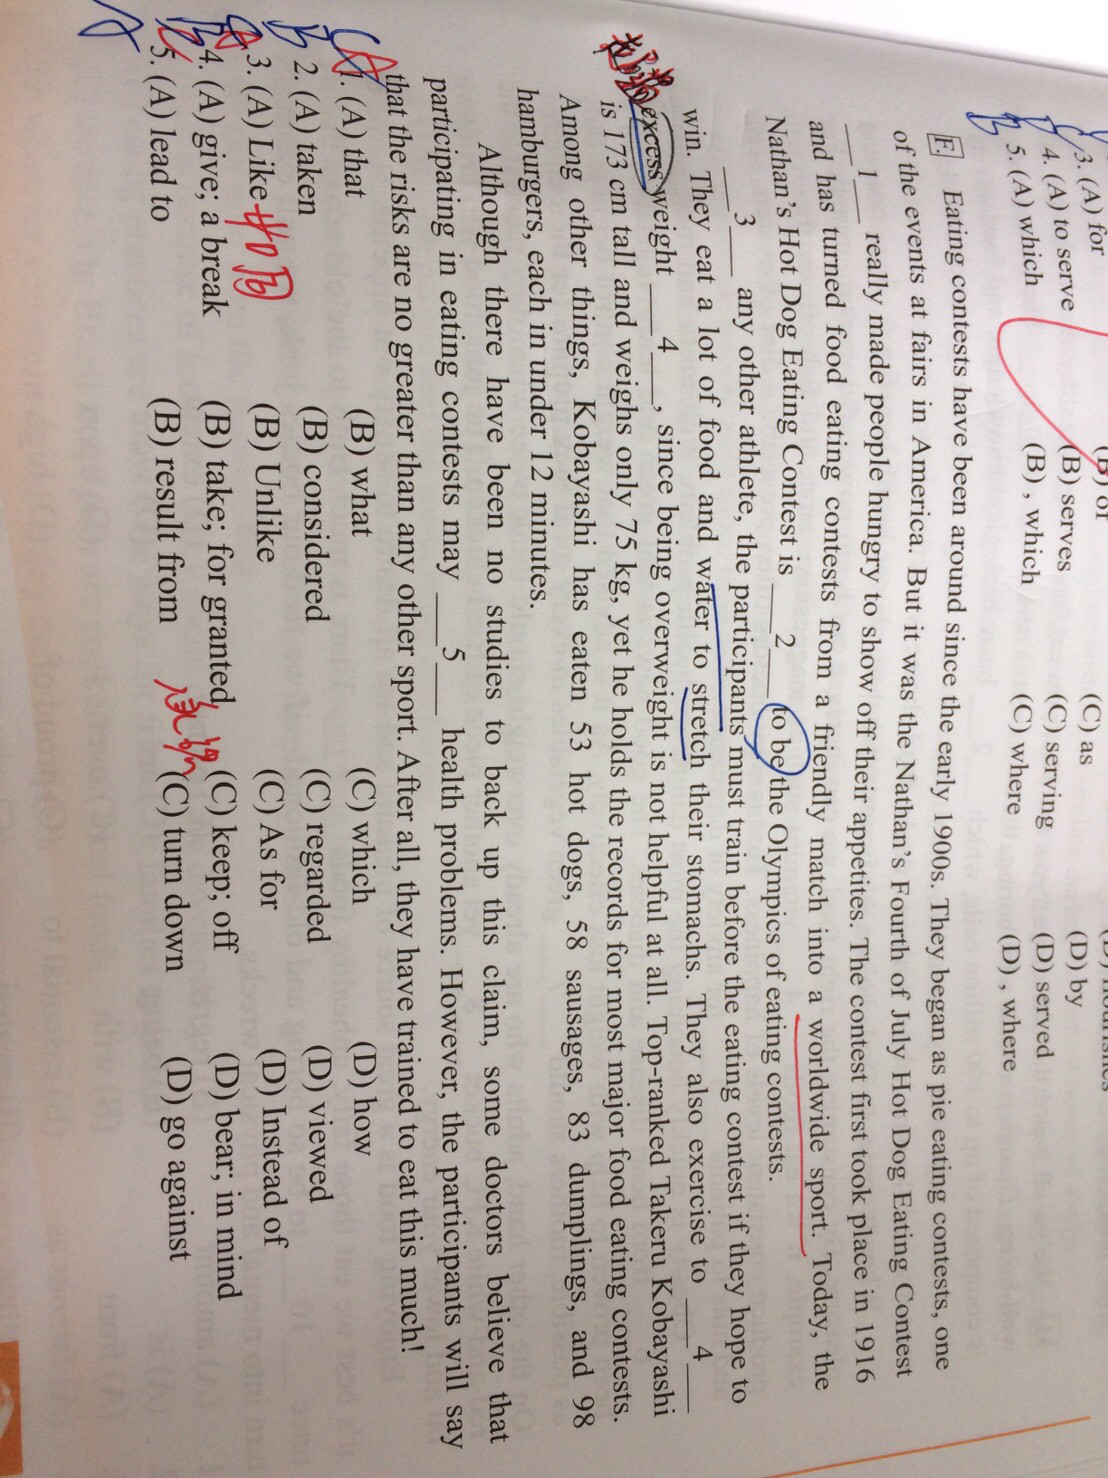 3. (A) for (B) of (C) as (D) by
4. (A) to serve (B) serves (C) serving (D) served
5. (A) which (B) , which (C) where (D) , where
E Eating contests have been around since the early 1900s. They began as pie eating contests, one
of the events at fairs in America. But it was the Nathan's Fourth of July Hot Dog Eating Contest
___1___ really made people hungry to show off their appetites. The contest first took place in 1916
and has turned food eating contests from a friendly match into a worldwide sport. Today, the
Nathan's Hot Dog Eating Contest is ___2___ to be the Olympics of eating contests.
___3___ any other athlete, the participants must train before the eating contest if they hope to
win. They eat a lot of food and water to stretch their stomachs. They also exercise to ___4___
excess weight ___4___, since being overweight is not helpful at all. Top-ranked Takeru Kobayashi
is 173 cm tall and weighs only 75 kg, yet he holds the records for most major food eating contests.
Among other things, Kobayashi has eaten 53 hot dogs, 58 sausages, 83 dumplings, and 98
hamburgers, each in under 12 minutes.
Although there have been no studies to back up this claim, some doctors believe that
participating in eating contests may ___5___ health problems. However, the participants will say
that the risks are no greater than any other sport. After all, they have trained to eat this much!
A 1. (A) that (B) what (C) which (D) how
B 2. (A) taken (B) considered (C) regarded (D) viewed
A 3. (A) Like 如同 (B) Unlike (C) As for (D) Instead of
4. (A) give; a break (B) take; for granted (C) keep; off (D) bear; in mind
5. (A) lead to (B) result from (C) turn down (D) go against
A